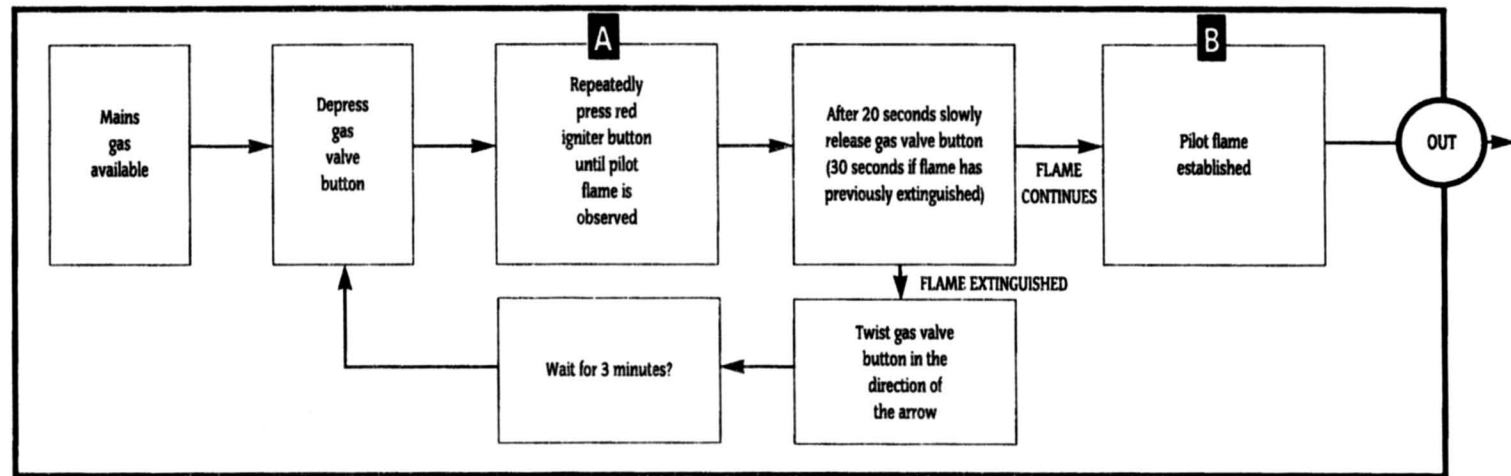 Mains
gas
available
Depress
gas
valve
button
A
Repeatedly
press red
igniter button
until pilot
flame is
observed
After 20 seconds slowly
release gas valve button
(30 seconds if flame has
previously extinguished)
FLAME
CONTINUES
B
Pilot flame
established
OUT
FLAME EXTINGUISHED
Twist gas valve
button in the
direction of
the arrow
Wait for 3 minutes?